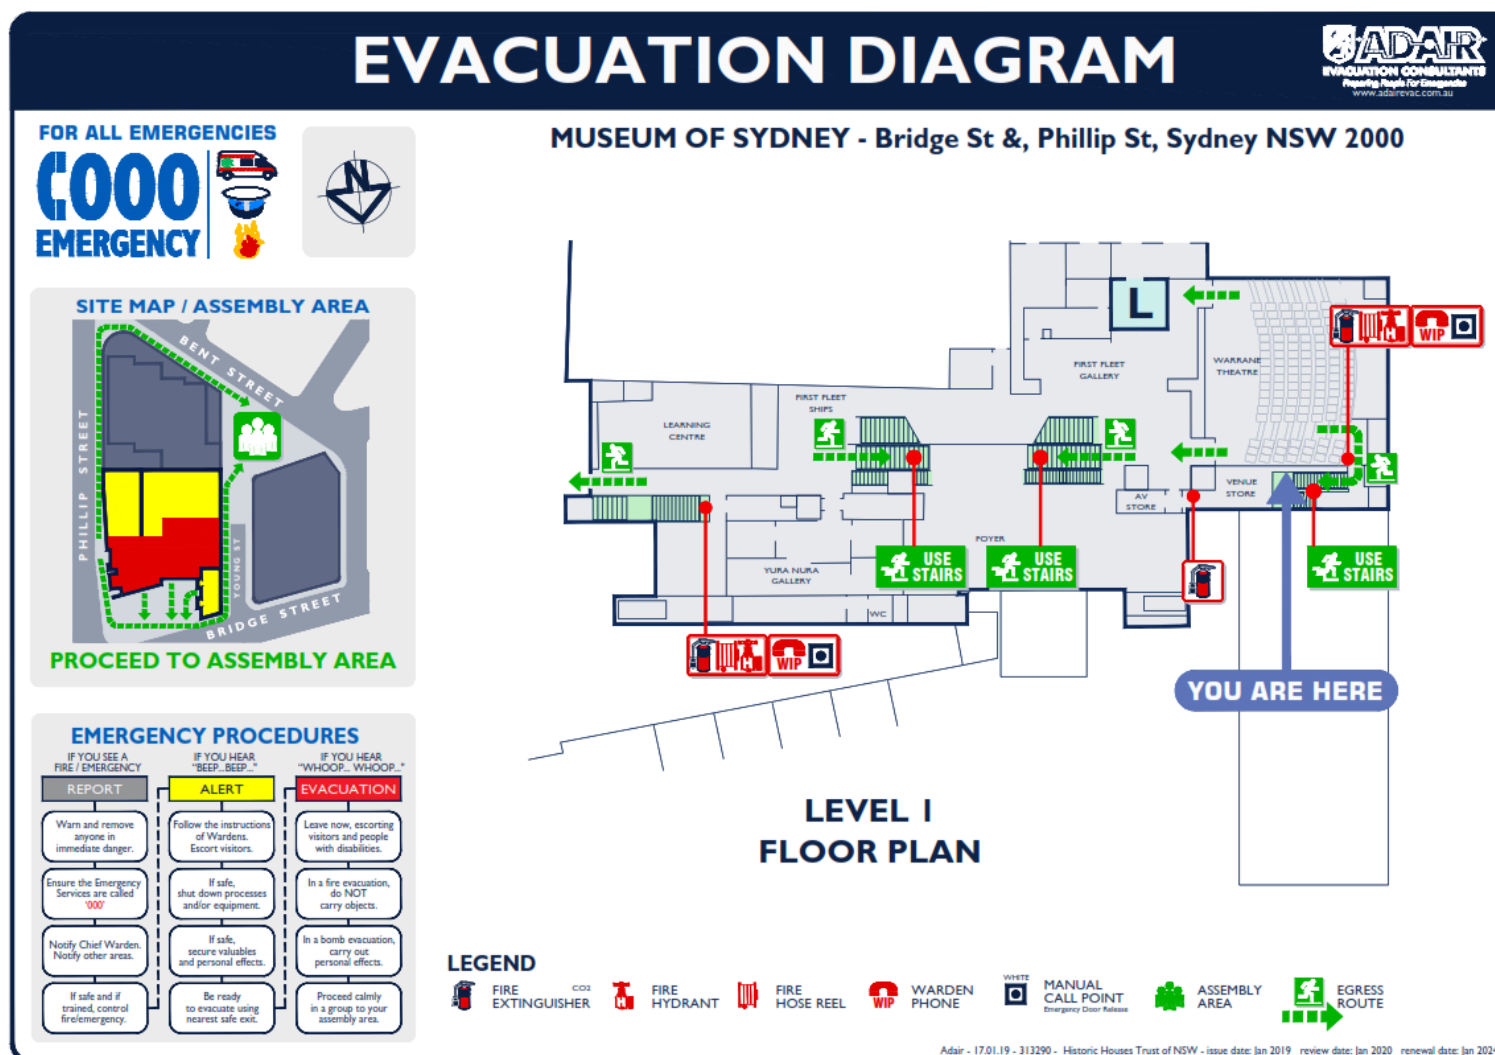 EVACUATION DIAGRAM
ADAIR
EVACUATION CONSULTANTS
Preparing People For Emergencies
www.adairevac.com.au
FOR ALL EMERGENCIES
000
EMERGENCY
N
MUSEUM OF SYDNEY - Bridge St &, Phillip St, Sydney NSW 2000
SITE MAP / ASSEMBLY AREA
BENT STREET
PHILLIP STREET
YOUNG ST
BRIDGE STREET
PROCEED TO ASSEMBLY AREA
EMERGENCY PROCEDURES
IF YOU SEE A
FIRE / EMERGENCY
REPORT
Warn and remove
anyone in
immediate danger.
Ensure the Emergency
Services are called
'000'
Notify Chief Warden.
Notify other areas.
If safe and if
trained, control
fire/emergency.
IF YOU HEAR
"BEEP...BEEP..."
ALERT
Follow the instructions
of Wardens.
Escort visitors.
If safe,
shut down processes
and/or equipment.
If safe,
secure valuables
and personal effects.
Be ready
to evacuate using
nearest safe exit.
IF YOU HEAR
"WHOOP... WHOOP..."
EVACUATION
Leave now, escorting
visitors and people
with disabilities.
In a fire evacuation,
do NOT
carry objects.
In a bomb evacuation,
carry out
personal effects.
Proceed calmly
in a group to your
assembly area.
L
FIRST FLEET
GALLERY
WARRANE
THEATRE
H
WIP
FIRST FLEET
SHIPS
LEARNING
CENTRE
VENUE
STORE
AV
STORE
FOYER
YURA NURA
GALLERY
WC
USE
STAIRS
USE
STAIRS
USE
STAIRS
H
WIP
YOU ARE HERE
LEVEL 1
FLOOR PLAN
LEGEND
FIRE CO2
EXTINGUISHER
H
FIRE
HYDRANT
FIRE
HOSE REEL
WIP
WARDEN
PHONE
WHITE
MANUAL
CALL POINT
Emergency Door Release
ASSEMBLY
AREA
EGRESS
ROUTE
Adair - 17.01.19 - 313290 - Historic Houses Trust of NSW - issue date: Jan 2019 review date: Jan 2020 renewal date: Jan 2024